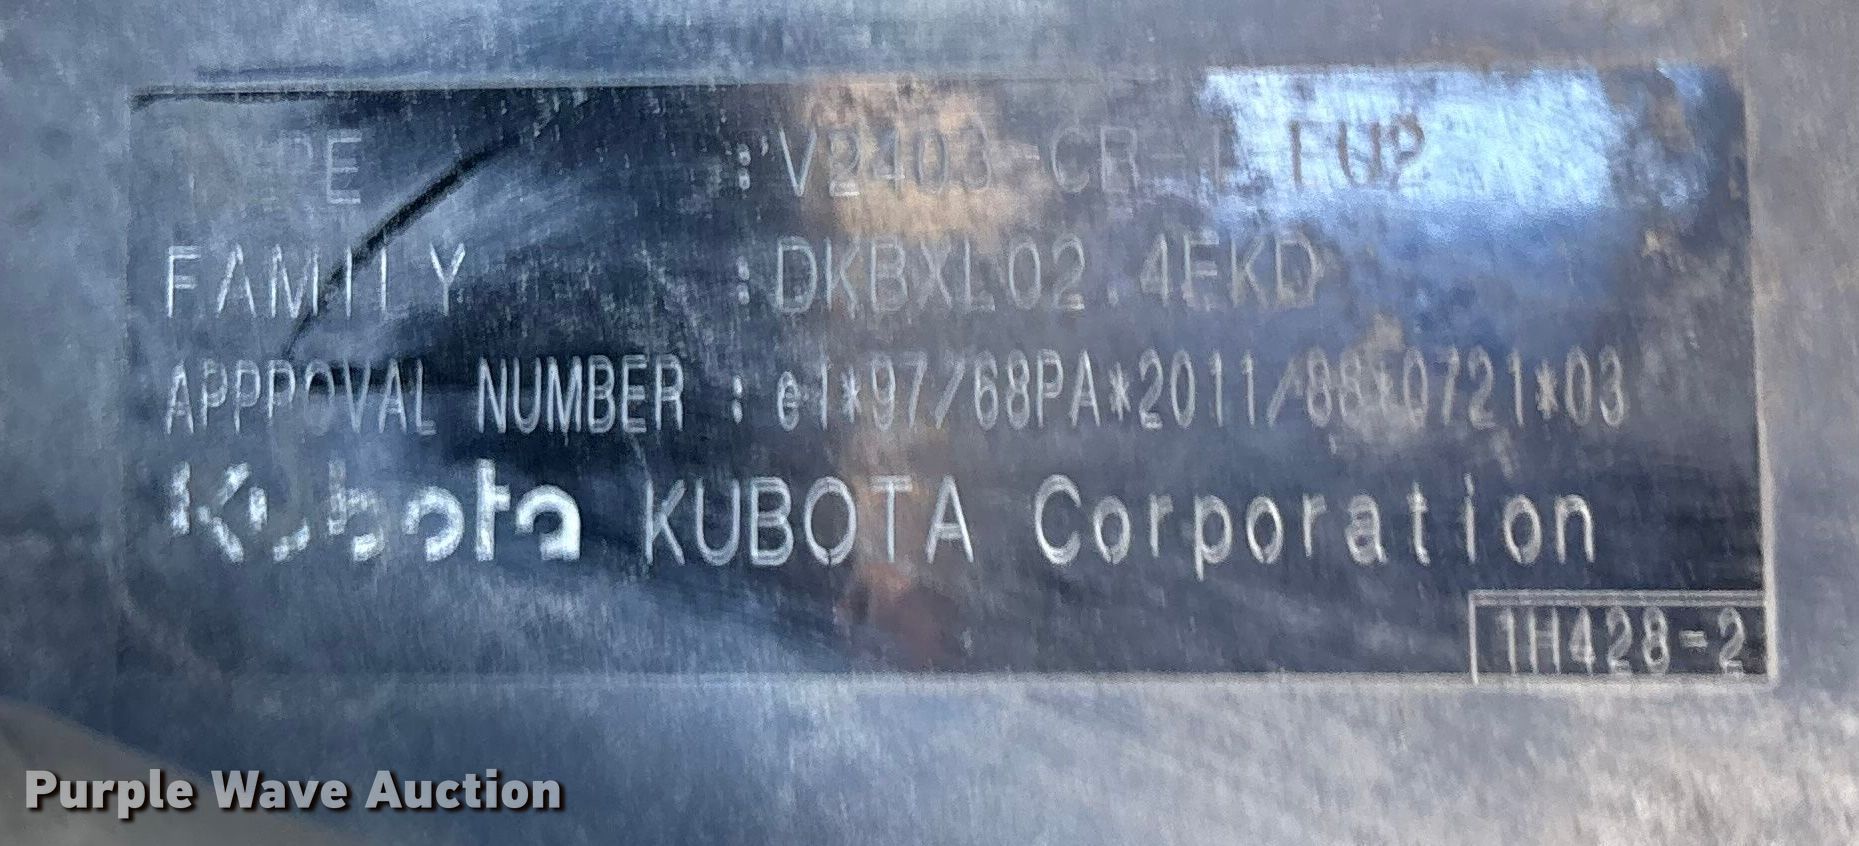 : V2403-CR-E EU2
FAMILY : DKBXL02.4EKD
APPPOVAL NUMBER : e1*97/68PA*2011/88*0721*03
Kubota KUBOTA Corporation
1H428-2
Purple Wave Auction